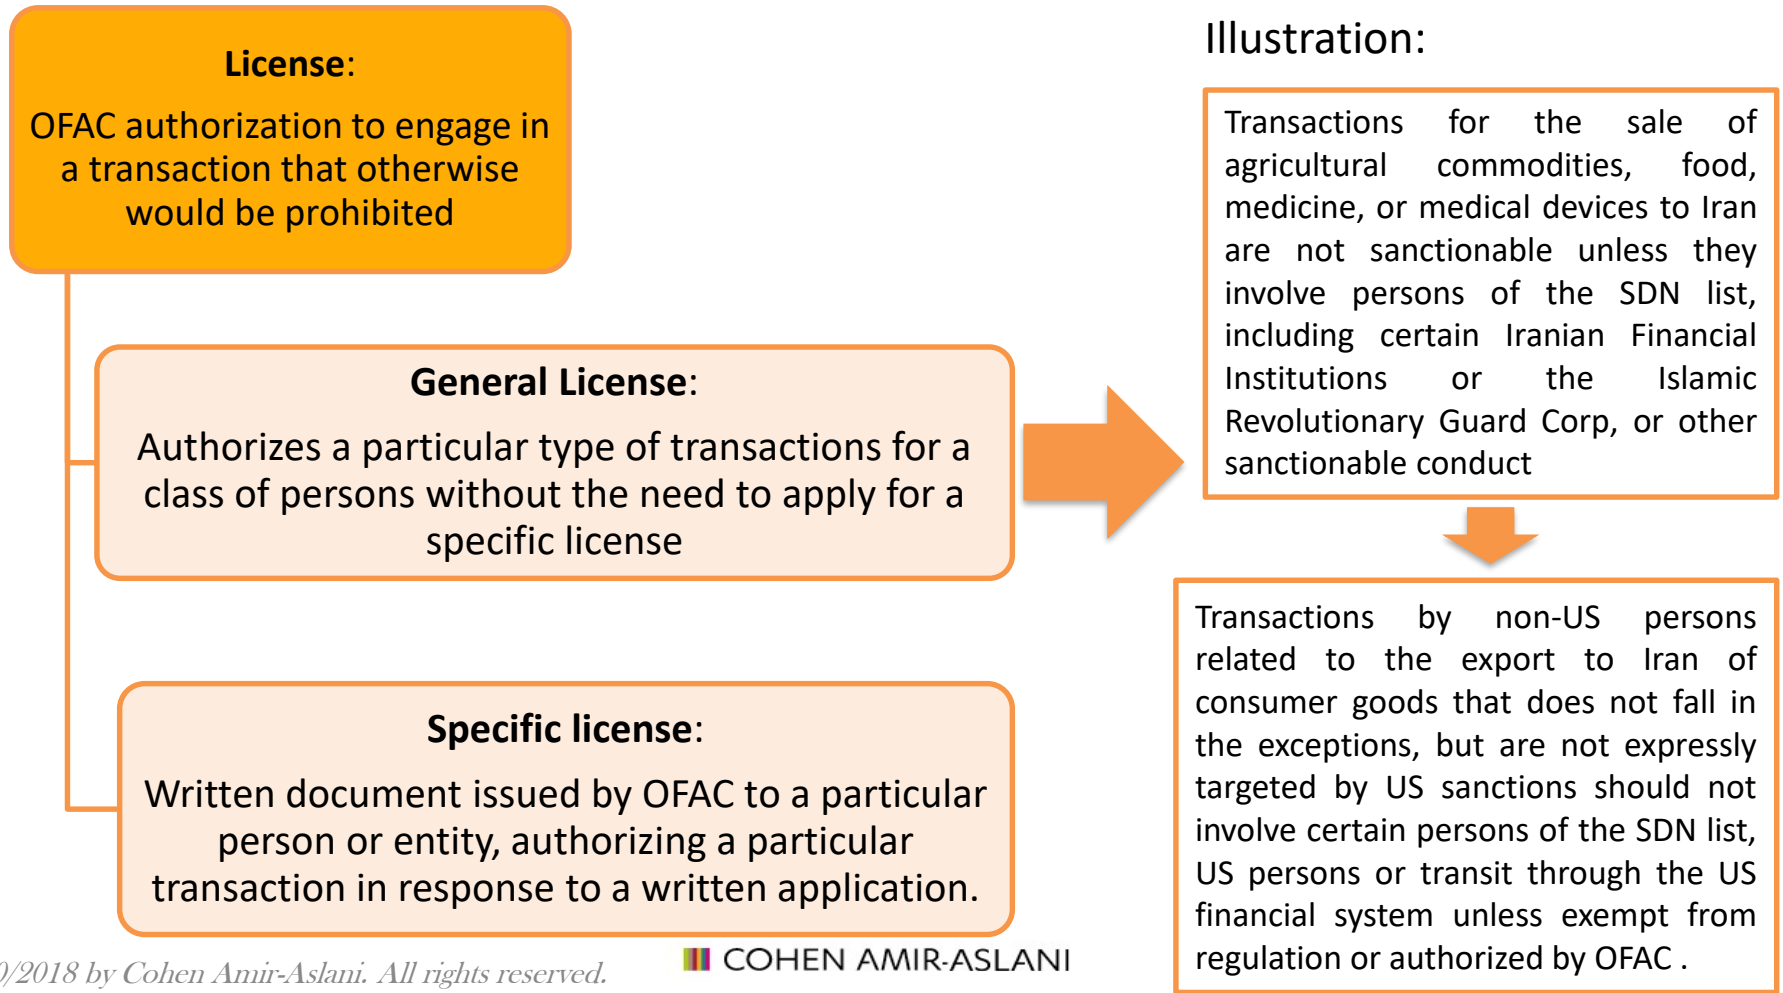 License:
OFAC authorization to engage in
a transaction that otherwise
would be prohibited
General License:
Authorizes a particular type of transactions for a
class of persons without the need to apply for a
specific license
Specific license:
Written document issued by OFAC to a particular
person or entity, authorizing a particular
transaction in response to a written application.
Illustration:
Transactions for the sale of
agricultural commodities, food,
medicine, or medical devices to Iran
are not sanctionable unless they
involve persons of the SDN list,
including certain Iranian Financial
Institutions or the Islamic
Revolutionary Guard Corp, or other
sanctionable conduct
Transactions by non-US persons
related to the export to Iran of
consumer goods that does not fall in
the exceptions, but are not expressly
targeted by US sanctions should not
involve certain persons of the SDN list,
US persons or transit through the US
financial system unless exempt from
regulation or authorized by OFAC .
0/2018 by Cohen Amir-Aslani. All rights reserved.
COHEN AMIR-ASLANI